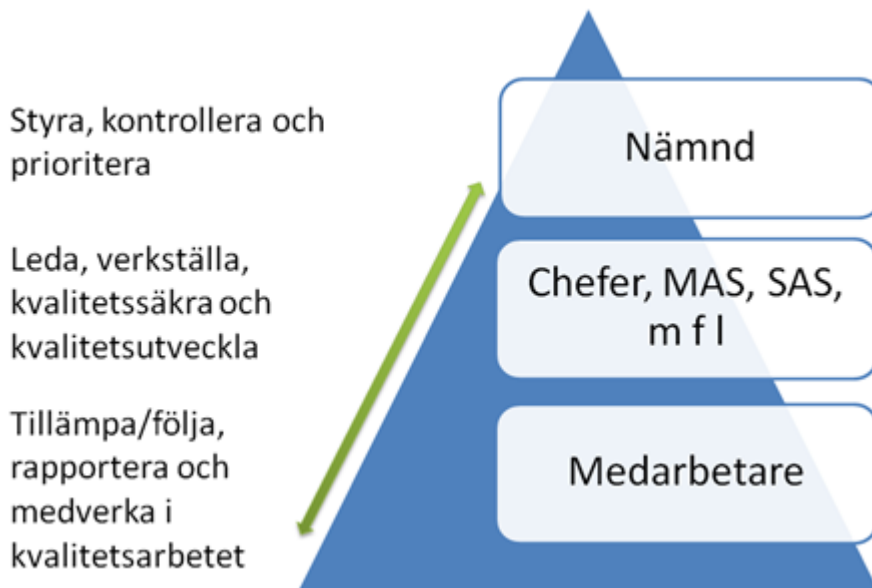 Styra, kontrollera och
prioritera
Nämnd
Leda, verkställa,
kvalitetssäkra och
kvalitetsutveckla
Chefer, MAS, SAS,
m f l
Tillämpa/följa,
rapportera och
medverka i
kvalitetsarbetet
Medarbetare